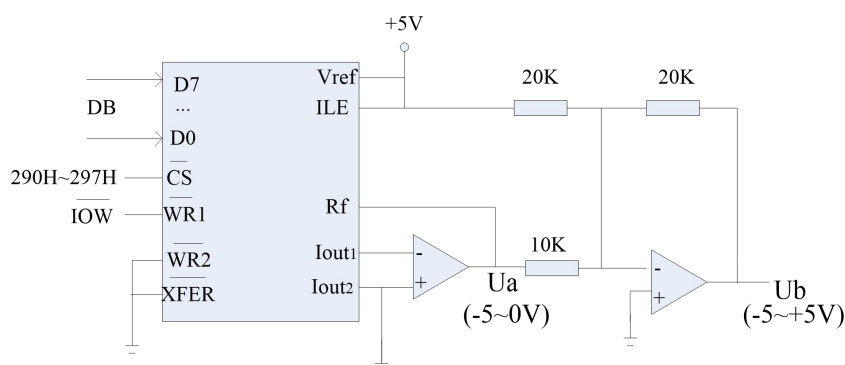 +5V
20K
20K
Vref
D7
DB
...
ILE
D0
290H~297H
CS
Rf
IOW
WR1
10K
Iout1
-
WR2
-
Iout2
+
Ua
XFER
+
Ub
(-5~0V)
(-5~+5V)